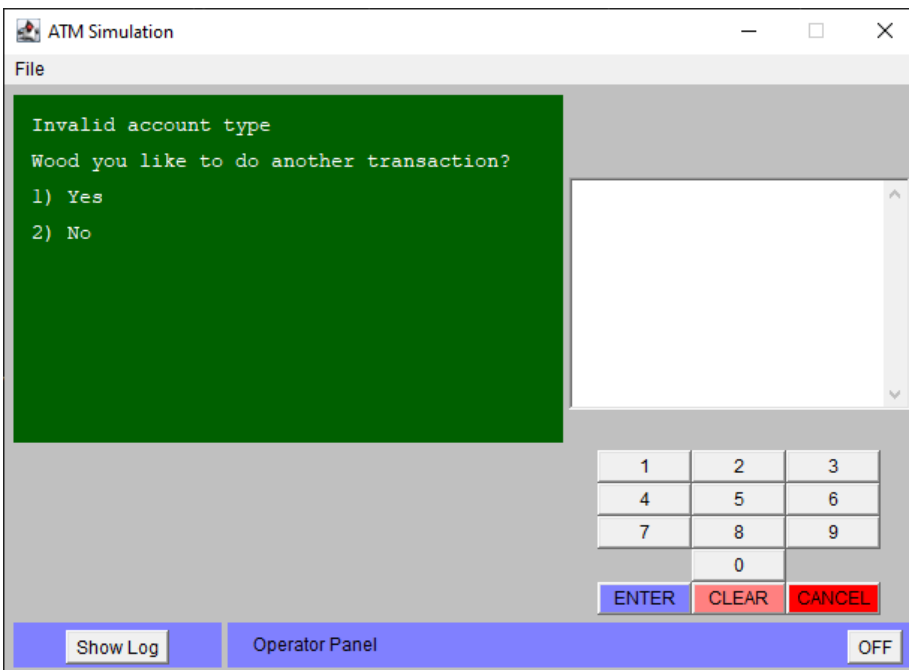 ATM Simulation
File
Invalid account type
Wood you like to do another transaction?
1) Yes
2) No
1 2 3
4 5 6
7 8 9
0
ENTER CLEAR CANCEL
Show Log Operator Panel OFF